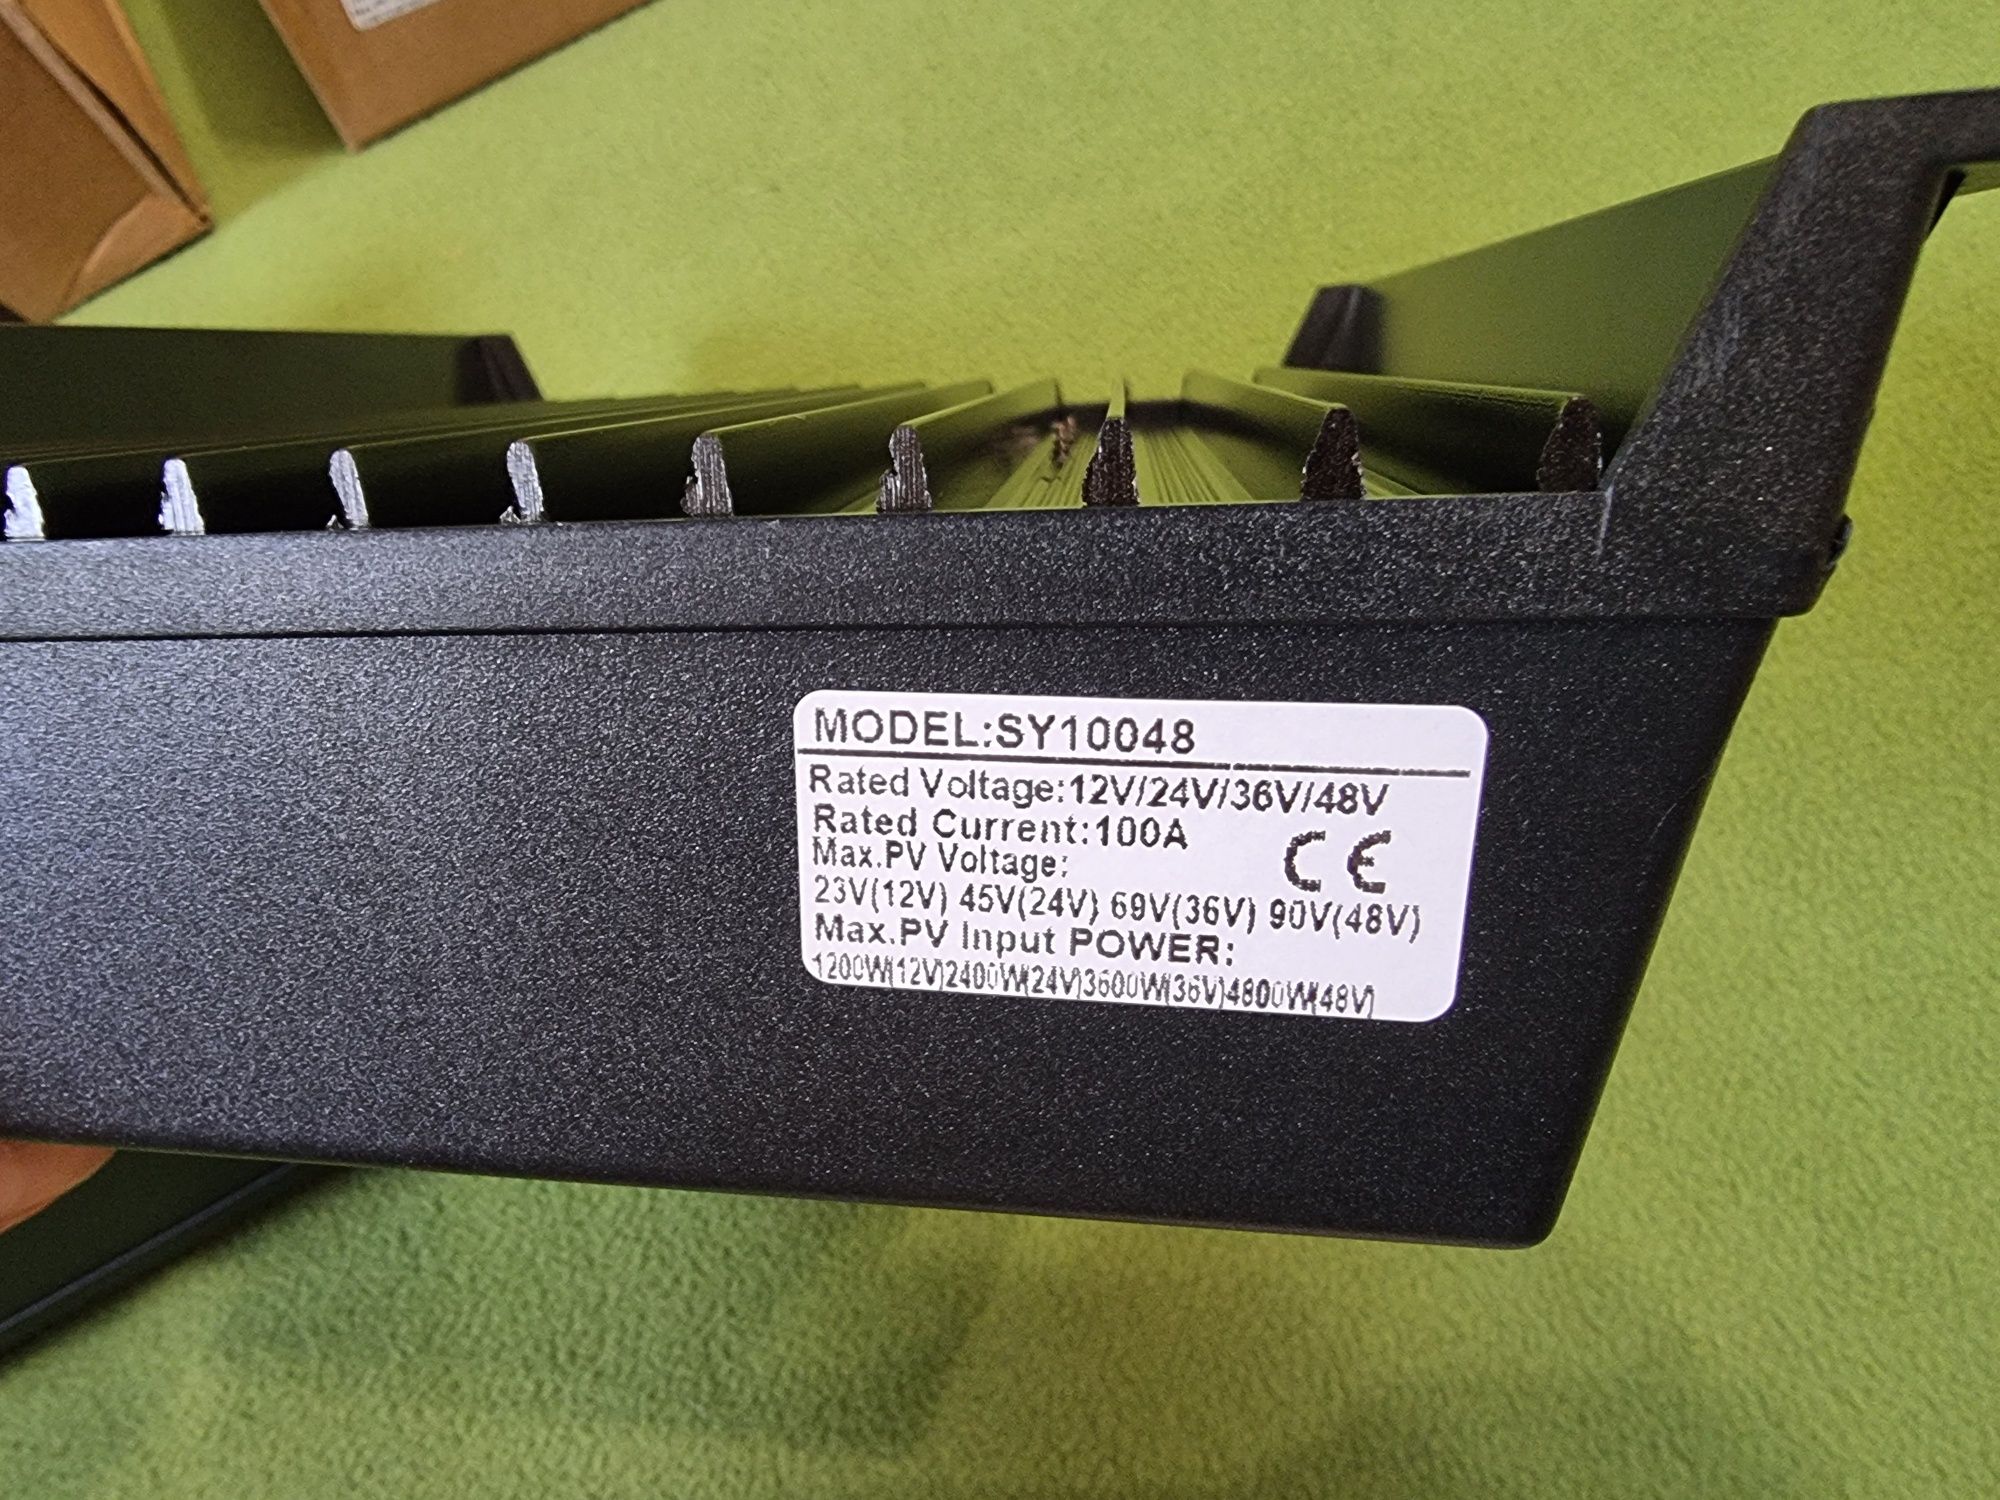 MODEL:SY10048
Rated Voltage:12V/24V/36V/48V
Rated Current:100A
CE
Max.PV Voltage:
23V(12V) 45V(24V) 69V(36V) 90V(48V)
Max.PV Input POWER:
1200W(12V)2400W(24V)3600W(36V)4800W(48V)